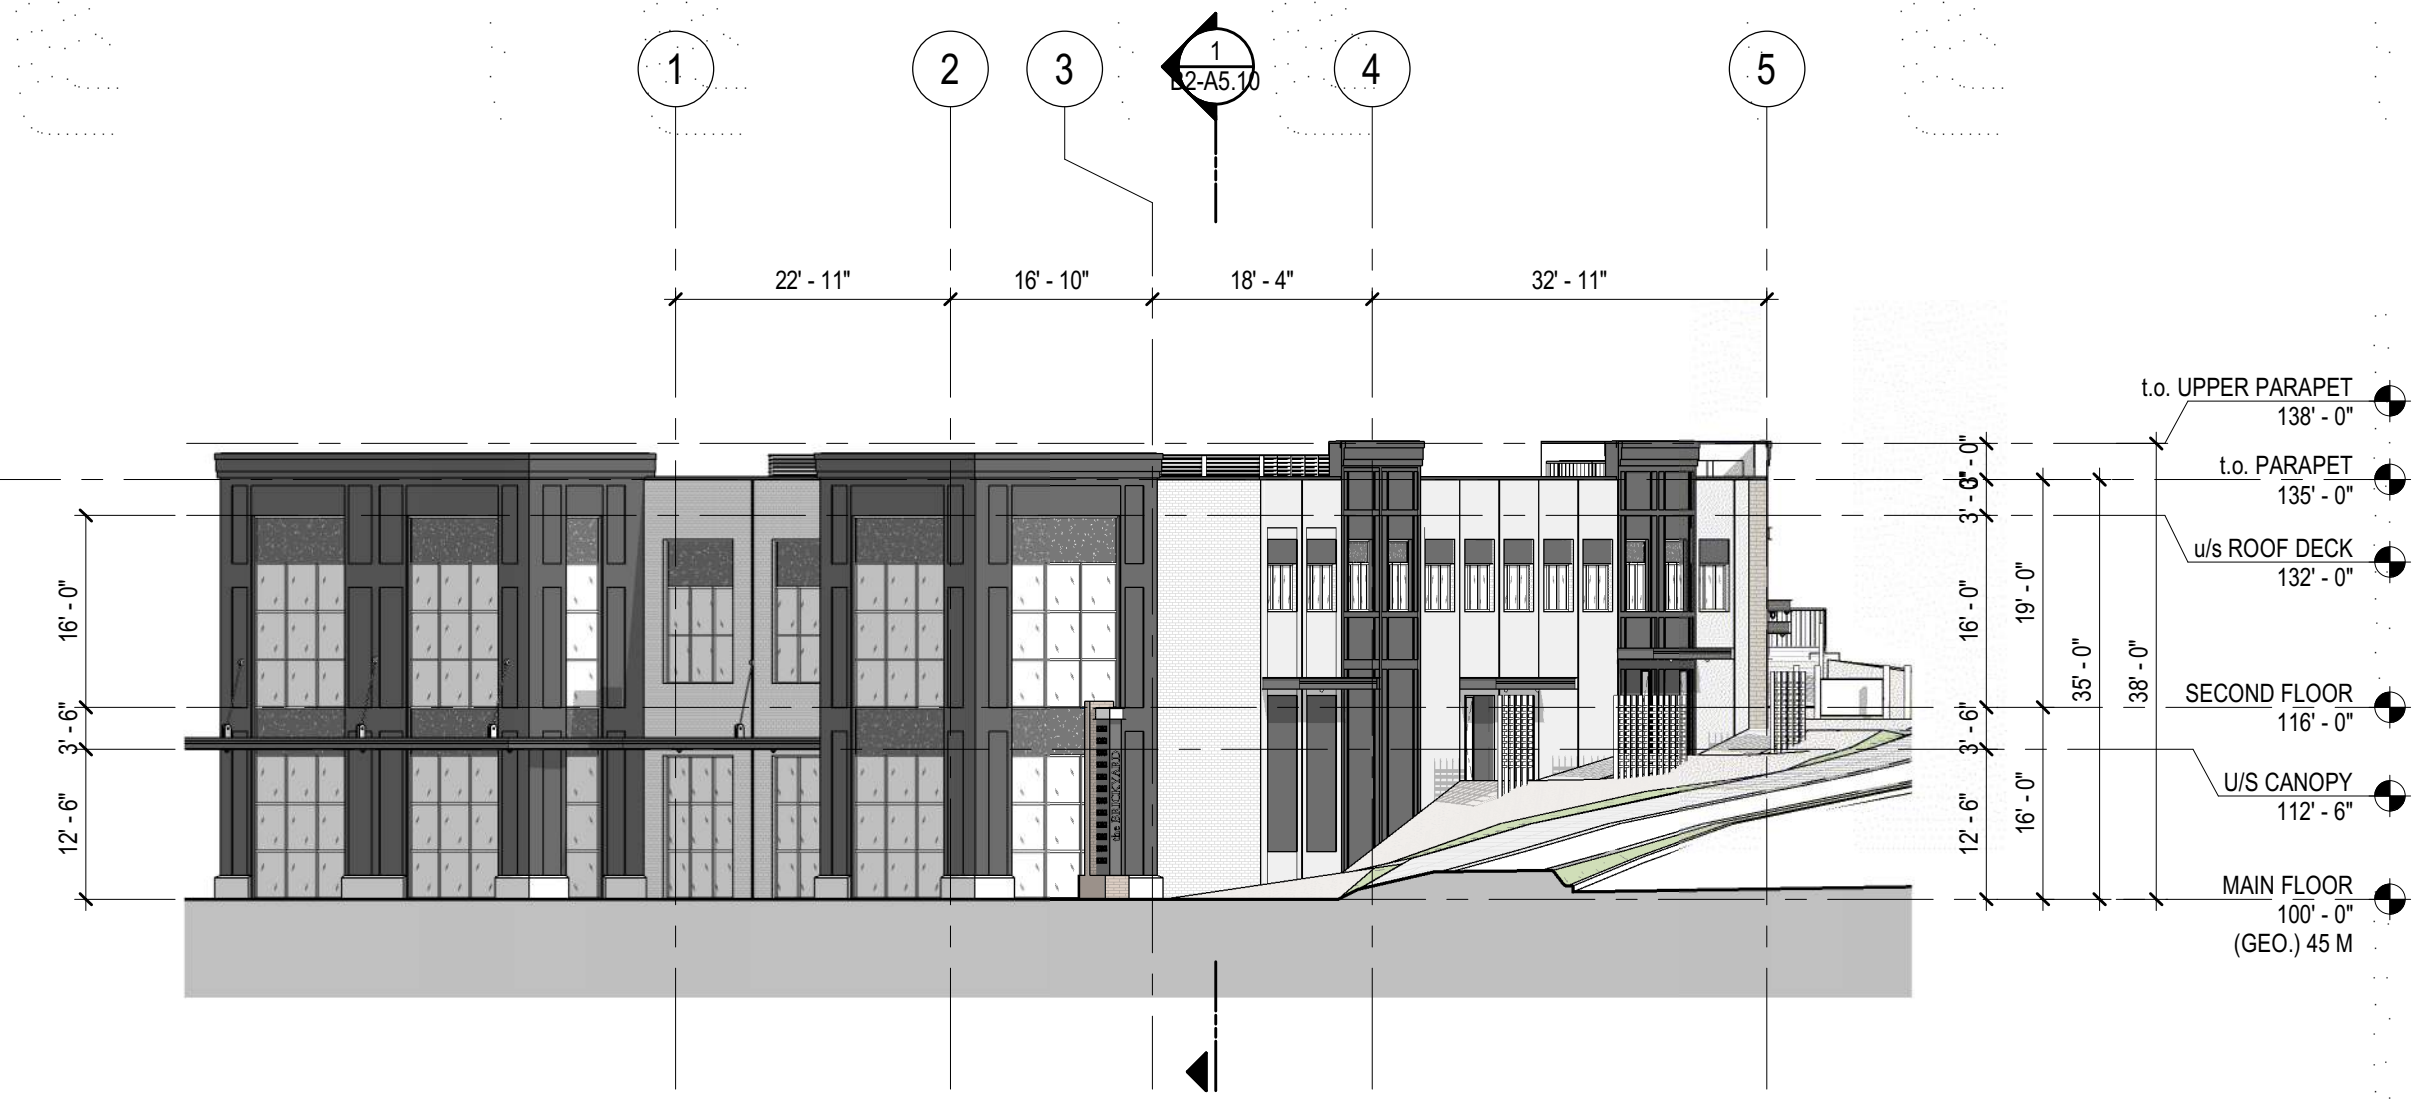 1
2
3
1
B2-A5.10
4
5
22' - 11"
16' - 10"
18' - 4"
32' - 11"
t.o. UPPER PARAPET
138' - 0"
t.o. PARAPET
135' - 0"
u/s ROOF DECK
132' - 0"
SECOND FLOOR
116' - 0"
U/S CANOPY
112' - 6"
MAIN FLOOR
100' - 0"
(GEO.) 45 M
16' - 0"
3' - 6"
12' - 6"
the BRICKYARD
3' - 0"
3' - 0"
16' - 0"
3' - 6"
12' - 6"
19' - 0"
16' - 0"
35' - 0"
38' - 0"